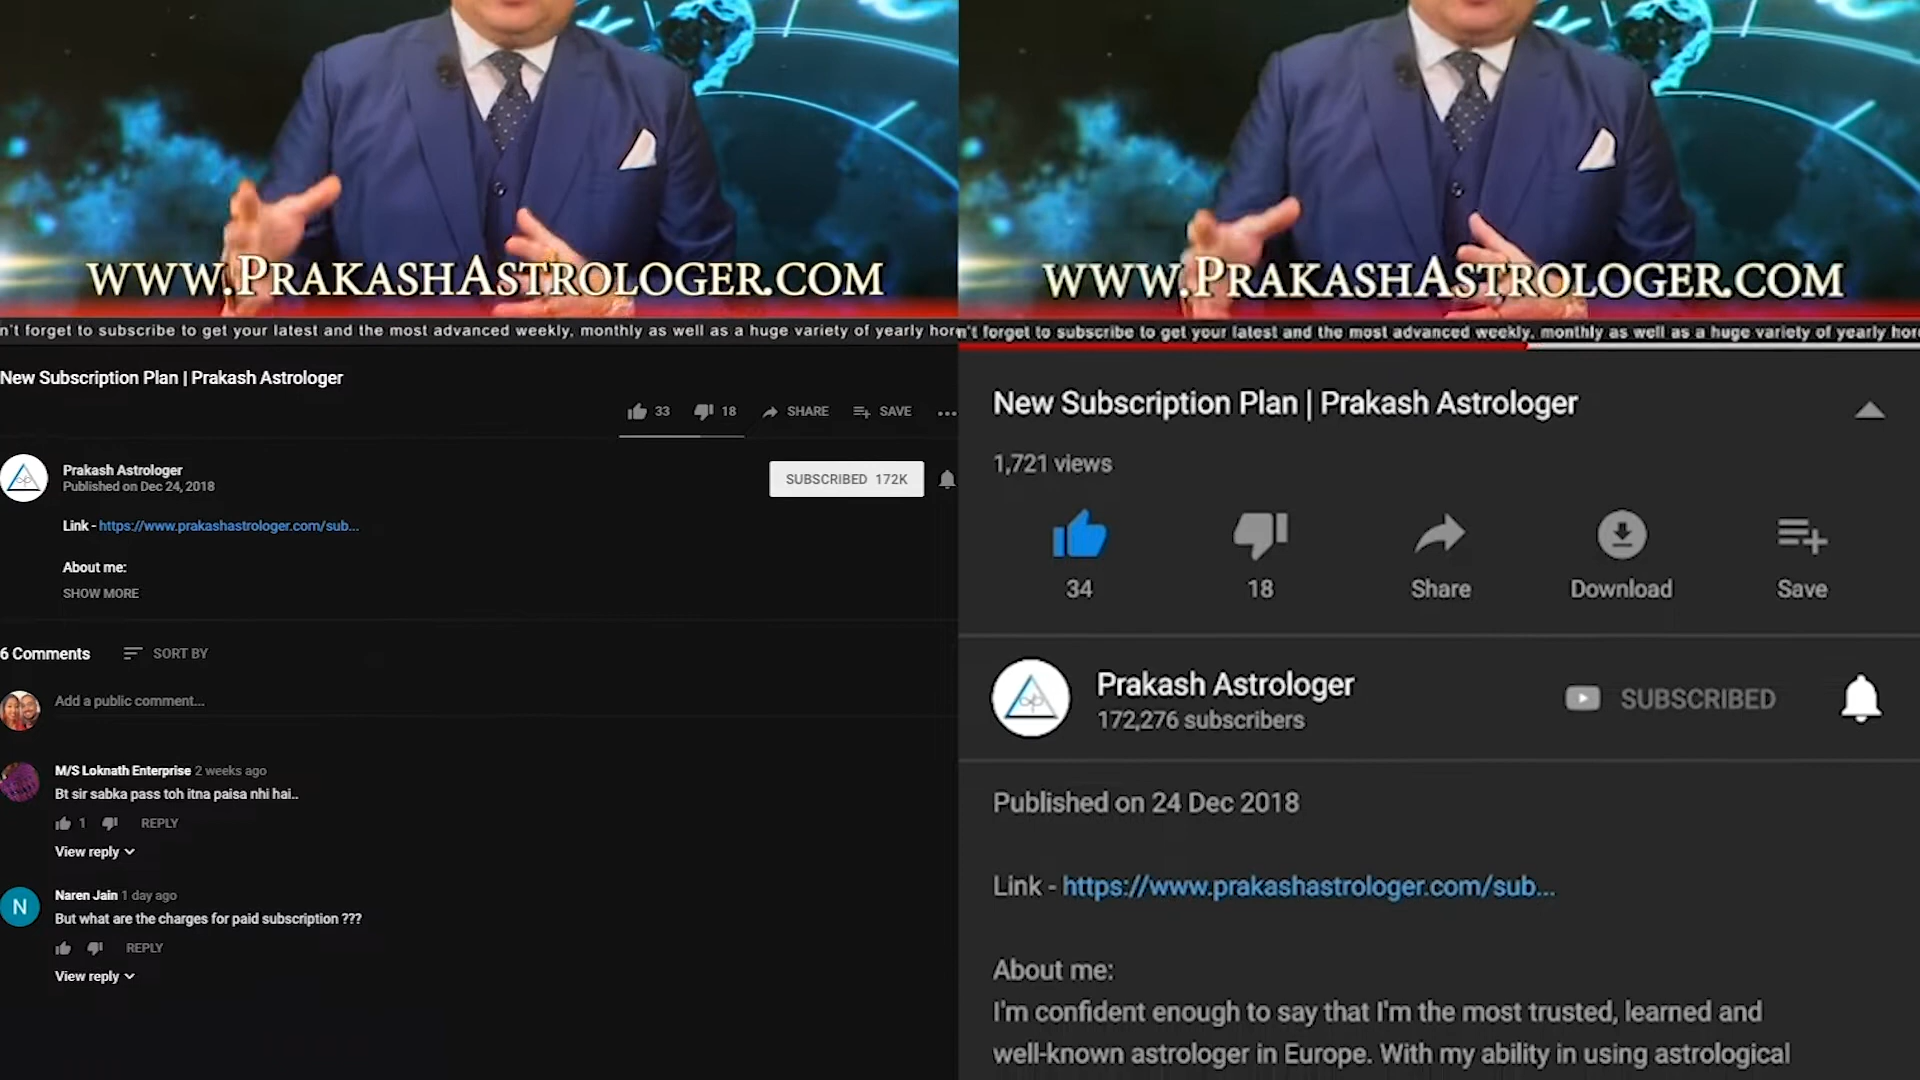 WWW.PRAKASHASTROLOGER.COM
n't forget to subscribe to get your latest and the most advanced weekly, monthly as well as a huge variety of yearly hor
New Subscription Plan | Prakash Astrologer
33
18
SHARE
SAVE
Prakash Astrologer
Published on Dec 24, 2018
SUBSCRIBED 172K
Link - https://www.prakashastrologer.com/sub...
About me:
SHOW MORE
6 Comments
SORT BY
Add a public comment...
M/S Loknath Enterprise 2 weeks ago
Bt sir sabka pass toh itna paisa nhi hai..
1
REPLY
View reply
N
Naren Jain 1 day ago
But what are the charges for paid subscription ???
REPLY
View reply
WWW.PRAKASHASTROLOGER.COM
n't forget to subscribe to get your latest and the most advanced weekly, monthly as well as a huge variety of yearly hor
New Subscription Plan | Prakash Astrologer
1,721 views
34
18
Share
Download
Save
Prakash Astrologer
172,276 subscribers
SUBSCRIBED
Published on 24 Dec 2018
Link - https://www.prakashastrologer.com/sub...
About me:
I'm confident enough to say that I'm the most trusted, learned and
well-known astrologer in Europe. With my ability in using astrological